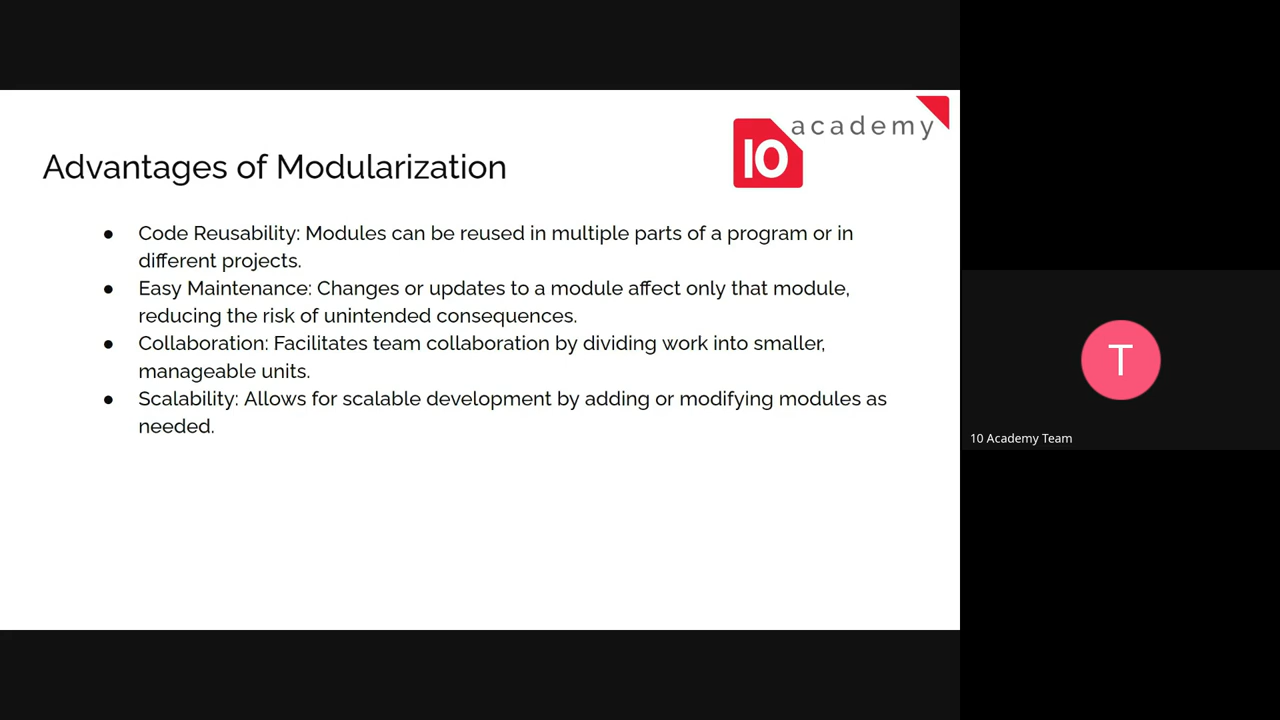 10 academy
Advantages of Modularization
● Code Reusability: Modules can be reused in multiple parts of a program or in
different projects.
● Easy Maintenance: Changes or updates to a module affect only that module,
reducing the risk of unintended consequences.
● Collaboration: Facilitates team collaboration by dividing work into smaller,
manageable units.
● Scalability: Allows for scalable development by adding or modifying modules as
needed.
T
10 Academy Team